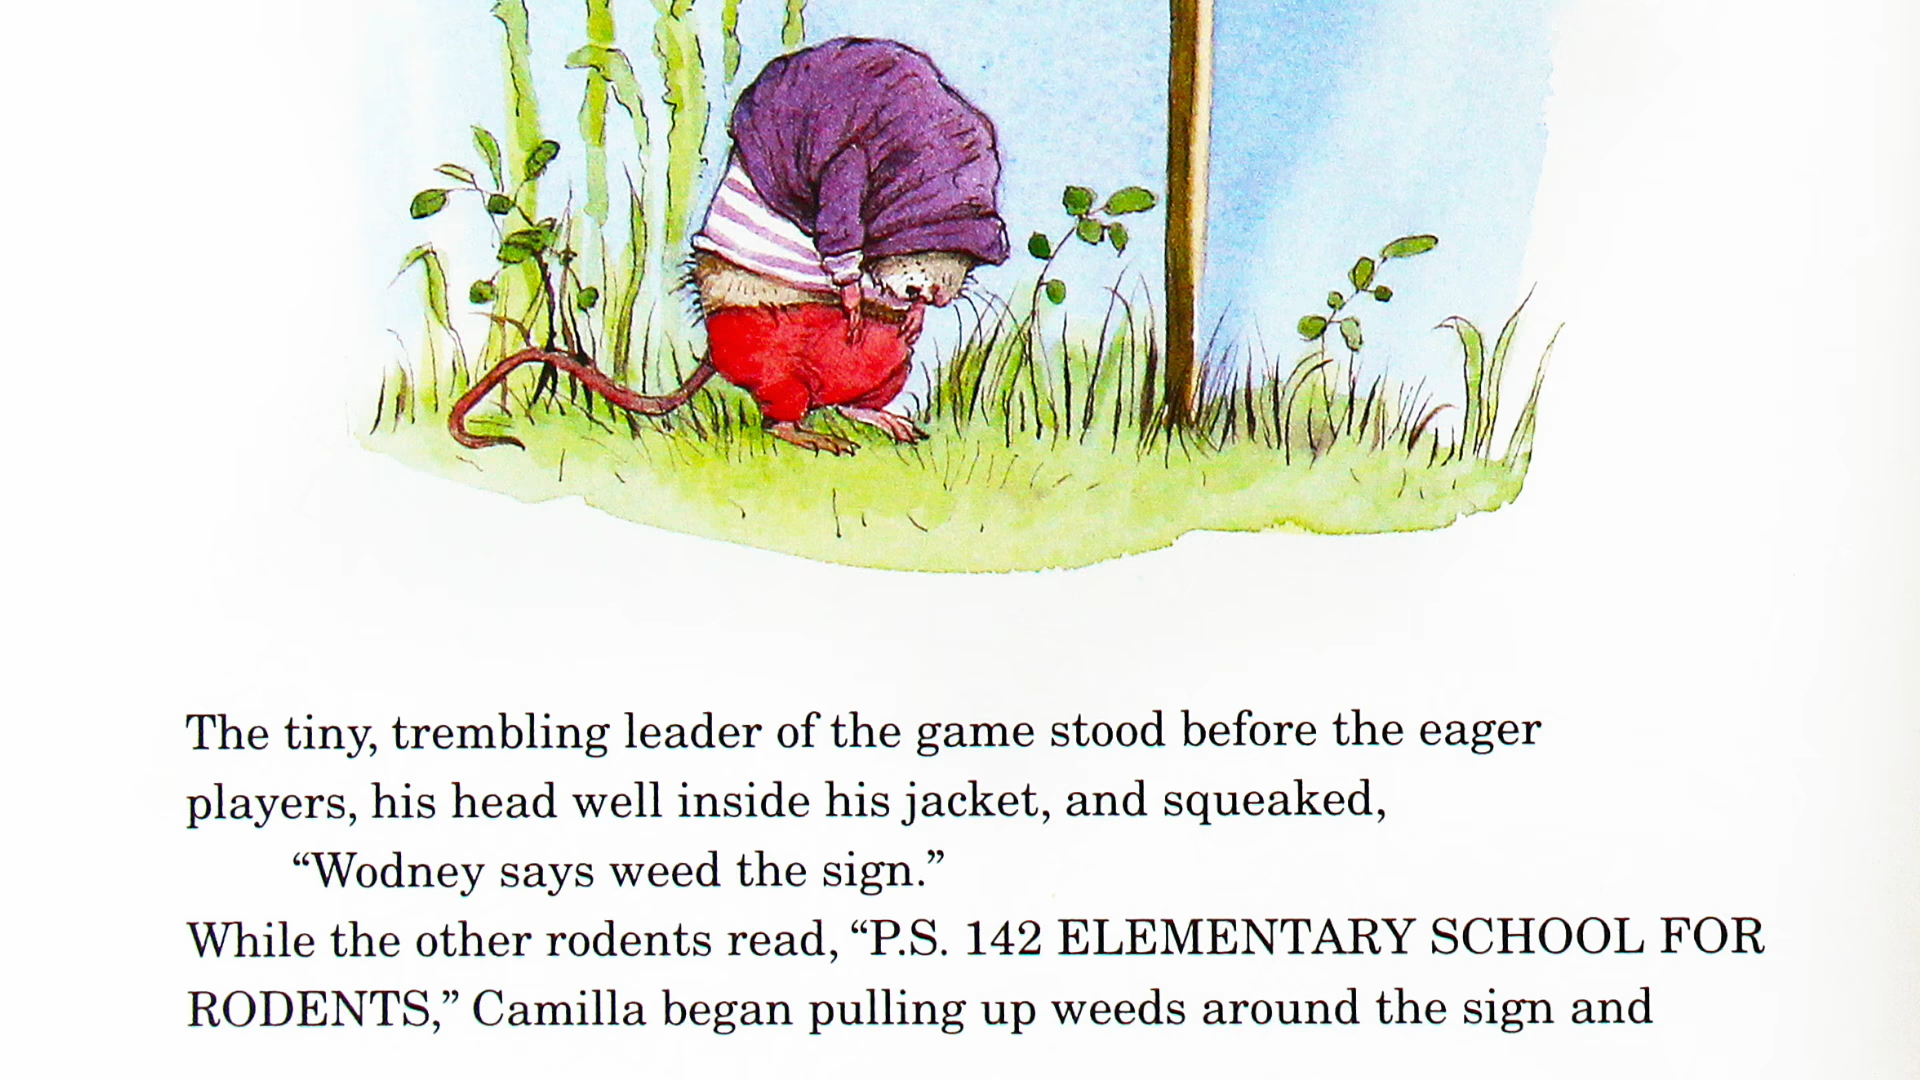 The tiny, trembling leader of the game stood before the eager
players, his head well inside his jacket, and squeaked,
“Wodney says weed the sign.”
While the other rodents read, “P.S. 142 ELEMENTARY SCHOOL FOR
RODENTS,” Camilla began pulling up weeds around the sign and